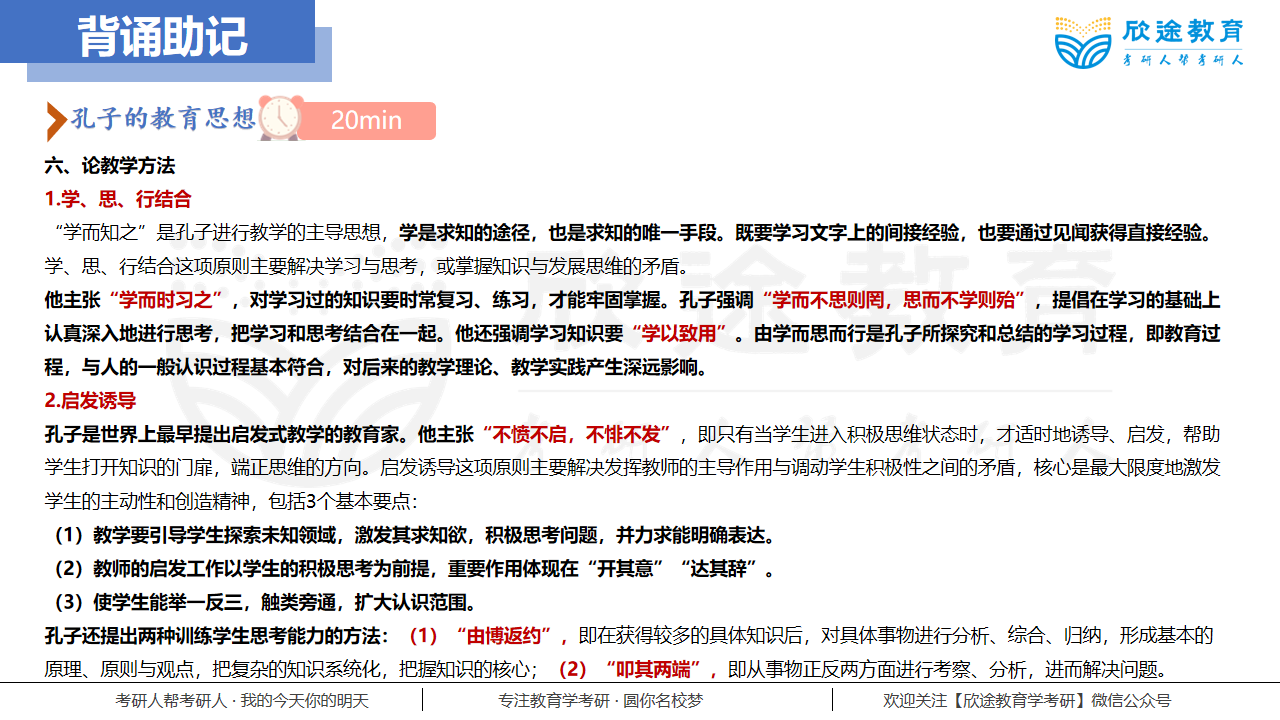 背诵助记
欣途教育
考研人帮考研人
孔子的教育思想
20min
六、论教学方法
1.学、思、行结合
“学而知之”是孔子进行教学的主导思想，学是求知的途径，也是求知的唯一手段。既要学习文字上的间接经验，也要通过见闻获得直接经验。
学、思、行结合这项原则主要解决学习与思考，或掌握知识与发展思维的矛盾。
他主张“学而时习之”，对学习过的知识要时常复习、练习，才能牢固掌握。孔子强调“学而不思则罔，思而不学则殆”，提倡在学习的基础上
认真深入地进行思考，把学习和思考结合在一起。他还强调学习知识要“学以致用”。由学而思而行是孔子所探究和总结的学习过程，即教育过
程，与人的一般认识过程基本符合，对后来的教学理论、教学实践产生深远影响。
2.启发诱导
孔子是世界上最早提出启发式教学的教育家。他主张“不愤不启，不悱不发”，即只有当学生进入积极思维状态时，才适时地诱导、启发，帮助
学生打开知识的门扉，端正思维的方向。启发诱导这项原则主要解决发挥教师的主导作用与调动学生积极性之间的矛盾，核心是最大限度地激发
学生的主动性和创造精神，包括3个基本要点：
（1）教学要引导学生探索未知领域，激发其求知欲，积极思考问题，并力求能明确表达。
（2）教师的启发工作以学生的积极思考为前提，重要作用体现在“开其意”“达其辞”。
（3）使学生能举一反三，触类旁通，扩大认识范围。
孔子还提出两种训练学生思考能力的方法：（1）“由博返约”，即在获得较多的具体知识后，对具体事物进行分析、综合、归纳，形成基本的
原理、原则与观点，把复杂的知识系统化，把握知识的核心；（2）“叩其两端”，即从事物正反两方面进行考察、分析，进而解决问题。
考研人帮考研人 · 我的今天你的明天
专注教育学考研 · 圆你名校梦
欢迎关注【欣途教育学考研】微信公众号